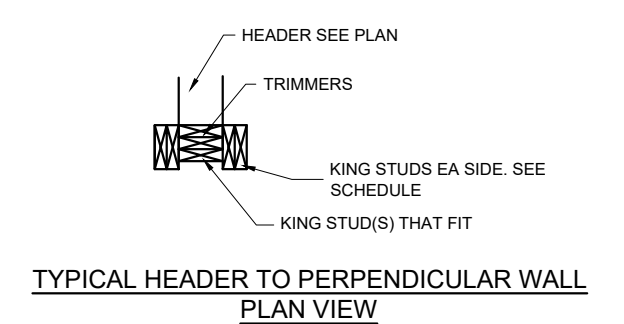 HEADER SEE PLAN
TRIMMERS
KING STUDS EA SIDE. SEE
SCHEDULE
KING STUD(S) THAT FIT
TYPICAL HEADER TO PERPENDICULAR WALL
PLAN VIEW